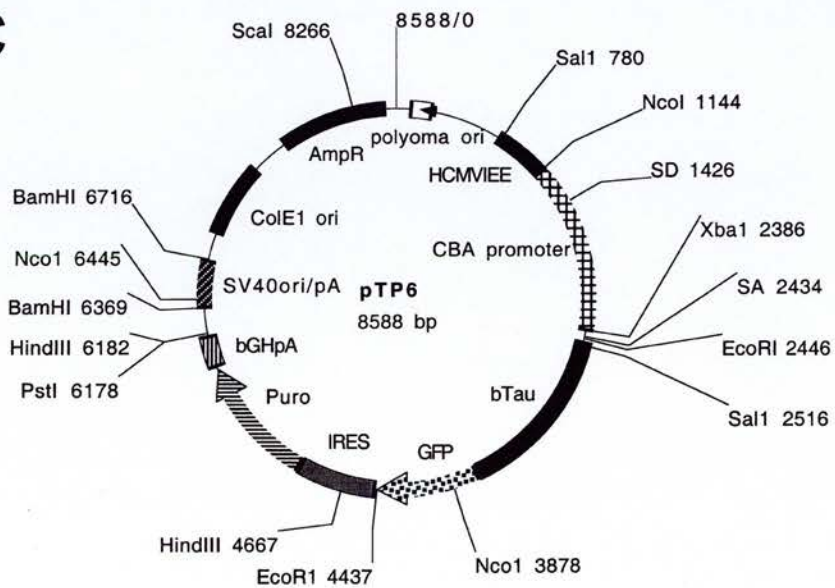 C
ScaI 8266
8588/0
Sal1 780
NcoI 1144
SD 1426
Xba1 2386
SA 2434
EcoRI 2446
Sal1 2516
Nco1 3878
EcoR1 4437
HindIII 4667
PstI 6178
HindIII 6182
BamHI 6369
Nco1 6445
BamHI 6716
polyoma ori
HCMVIEE
CBA promoter
bTau
GFP
IRES
Puro
bGHpA
SV40ori/pA
ColE1 ori
AmpR
pTP6
8588 bp